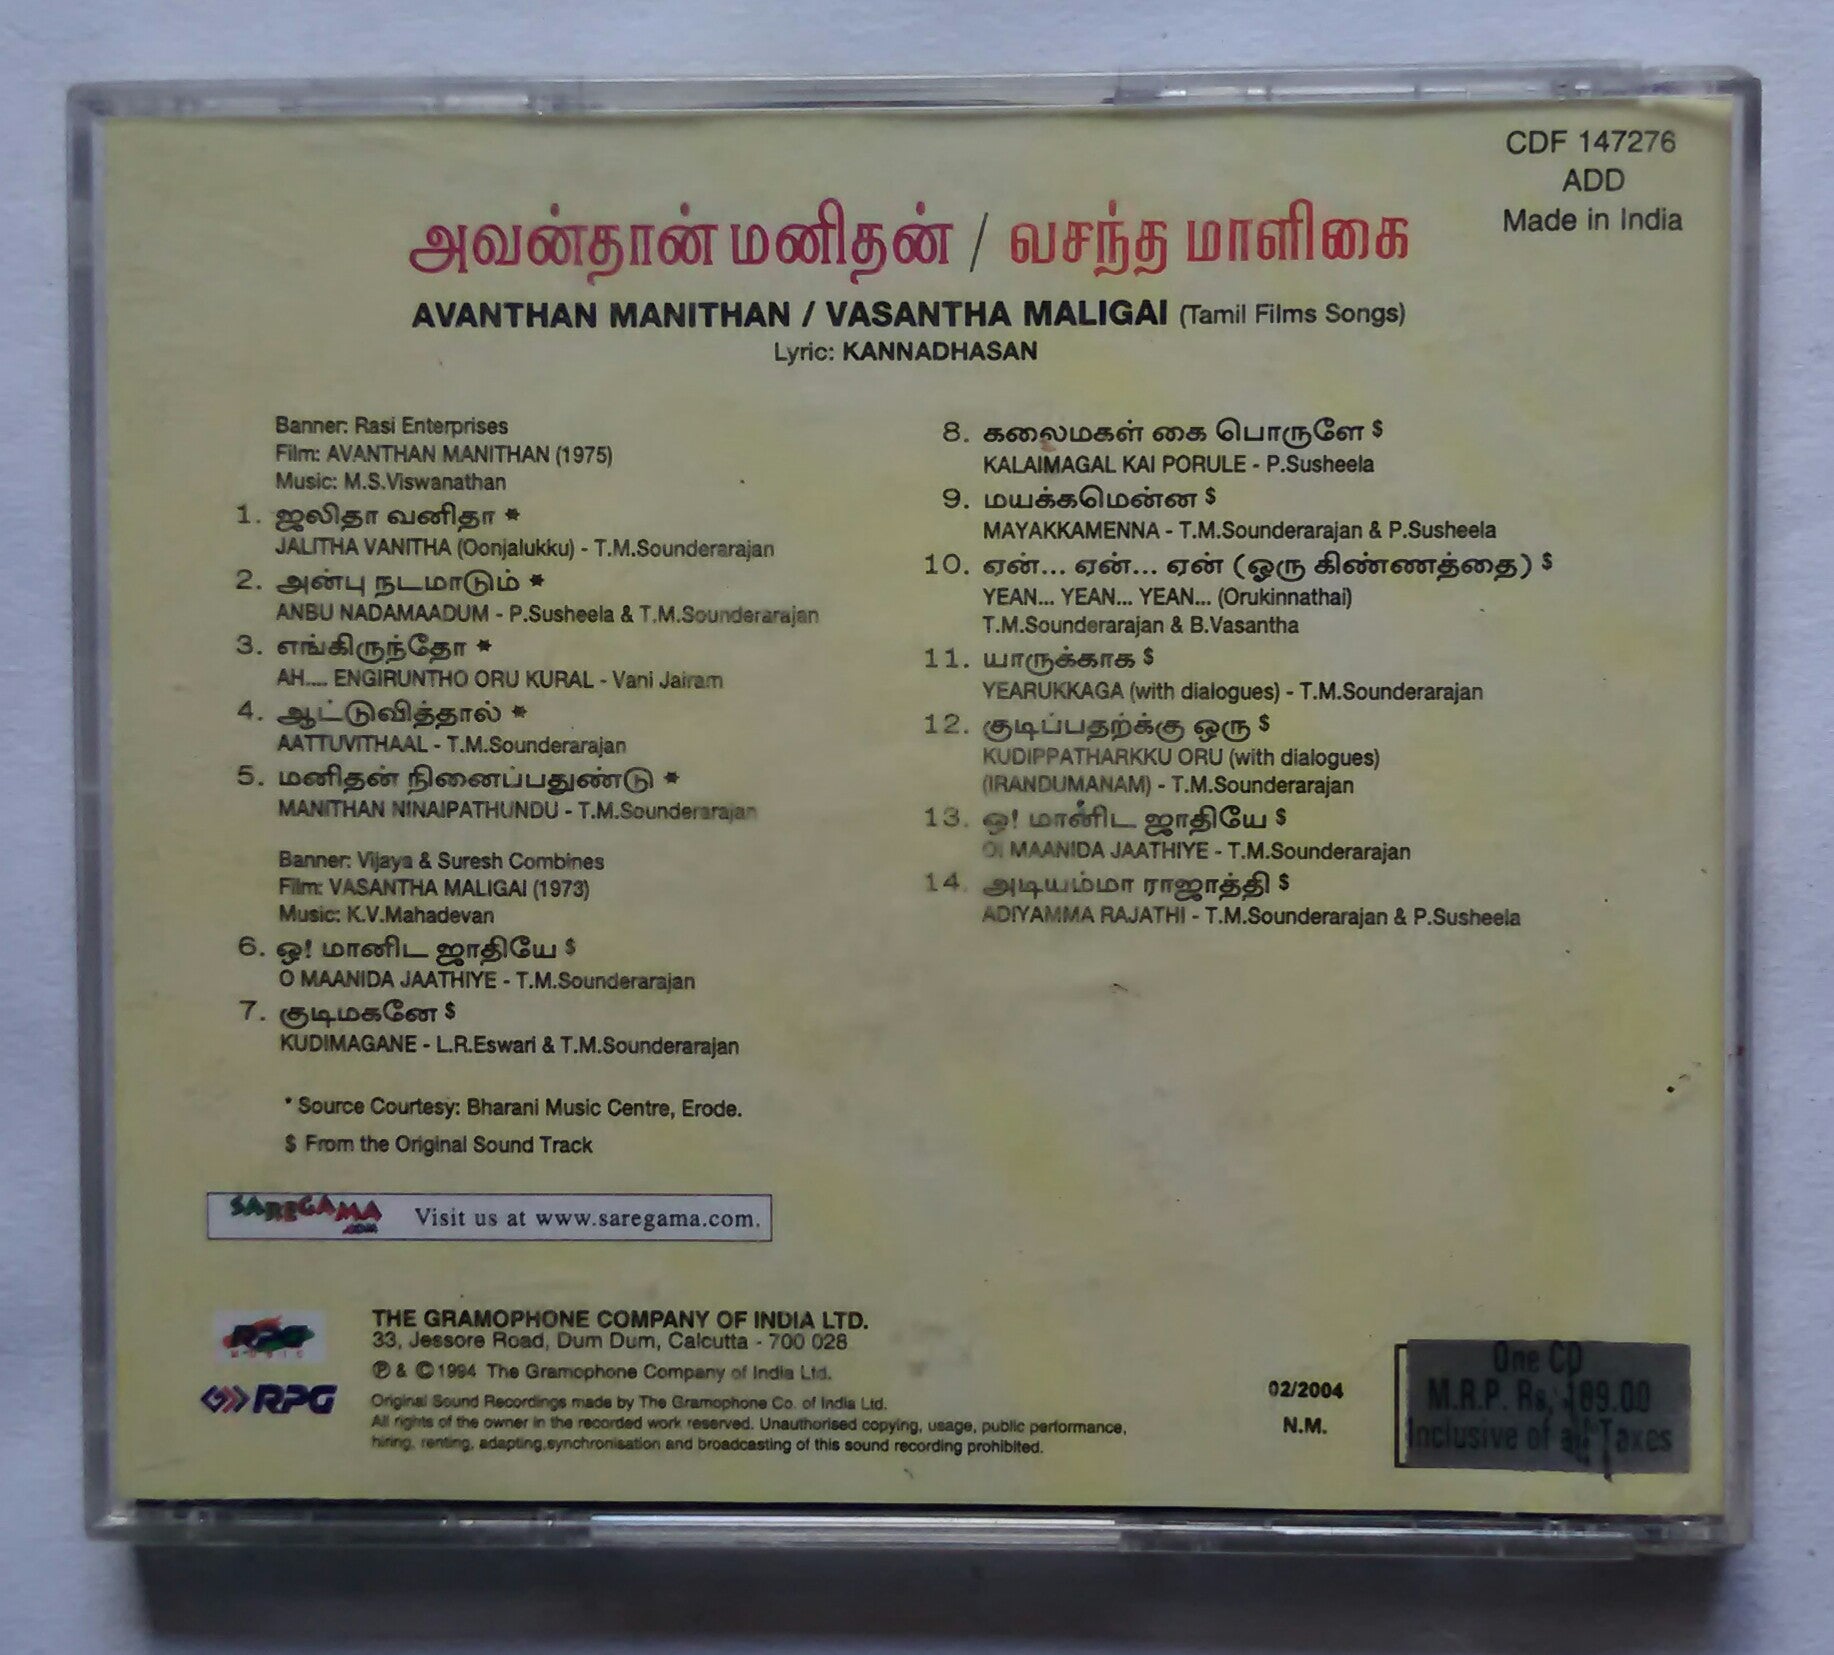 CDF 147276
ADD
Made in India
அவன்தான் மனிதன் / வசந்த மாளிகை
AVANTHAN MANITHAN / VASANTHA MALIGAI (Tamil Films Songs)
Lyric: KANNADHASAN
Banner: Rasi Enterprises
Film: AVANTHAN MANITHAN (1975)
Music: M.S.Viswanathan
1. ஜலிதா வனிதா *
JALITHA VANITHA (Oonjalukku) - T.M.Sounderarajan
2. அன்பு நடமாடும் *
ANBU NADAMAADUM - P.Susheela & T.M.Sounderarajan
3. எங்கிருந்தோ *
AH.... ENGIRUNTHO ORU KURAL - Vani Jairam
4. ஆட்டுவித்தால் *
AATTUVITHAAL - T.M.Sounderarajan
5. மனிதன் நினைப்பதுண்டு *
MANITHAN NINAIPATHUNDU - T.M.Sounderarajan
Banner: Vijaya & Suresh Combines
Film: VASANTHA MALIGAI (1973)
Music: K.V.Mahadevan
6. ஓ! மானிட ஜாதியே $
O MAANIDA JAATHIYE - T.M.Sounderarajan
7. குடிமகனே $
KUDIMAGANE - L.R.Eswari & T.M.Sounderarajan
* Source Courtesy: Bharani Music Centre, Erode.
$ From the Original Sound Track
8. கலைமகள் கை பொருளே $
KALAIMAGAL KAI PORULE - P.Susheela
9. மயக்கமென்ன $
MAYAKKAMENNA - T.M.Sounderarajan & P.Susheela
10. ஏன்... ஏன்... ஏன் (ஓரு கிண்ணத்தை) $
YEAN... YEAN... YEAN... (Orukinnathai)
T.M.Sounderarajan & B.Vasantha
11. யாருக்காக $
YEARUKKAGA (with dialogues) - T.M.Sounderarajan
12. குடிப்பதற்க்கு ஒரு $
KUDIPPATHARKKU ORU (with dialogues)
(IRANDUMANAM) - T.M.Sounderarajan
13. ஓ! மானிட ஜாதியே $
O! MAANIDA JAATHIYE - T.M.Sounderarajan
14. அடியம்மா ராஜாத்தி $
ADIYAMMA RAJATHI - T.M.Sounderarajan & P.Susheela
SAREGAMA .COM Visit us at www.saregama.com.
RPG MUSIC
RPG
THE GRAMOPHONE COMPANY OF INDIA LTD.
33, Jessore Road, Dum Dum, Calcutta - 700 028
℗ & © 1994 The Gramophone Company of India Ltd.
Original Sound Recordings made by The Gramophone Co. of India Ltd.
All rights of the owner in the recorded work reserved. Unauthorised copying, usage, public performance,
hiring, renting, adapting,synchronisation and broadcasting of this sound recording prohibited.
02/2004
N.M.
One CD
M.R.P. Rs. 189.00
Inclusive of all Taxes